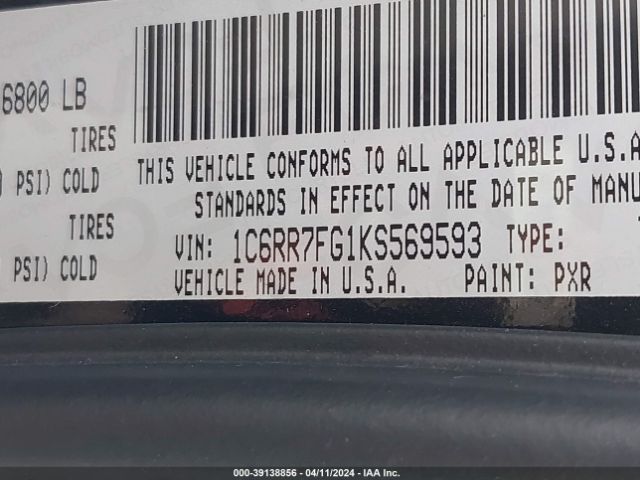 6800 LB
TIRES
PSI) COLD
PSI) COLD
THIS VEHICLE CONFORMS TO ALL APPLICABLE U.S.A
STANDARDS IN EFFECT ON THE DATE OF MANU
VIN: 1C6RR7FG1KS569593 TYPE:
VEHICLE MADE IN U.S.A. PAINT: PXR
000-39138856 - 04/11/2024 - IAA Inc.